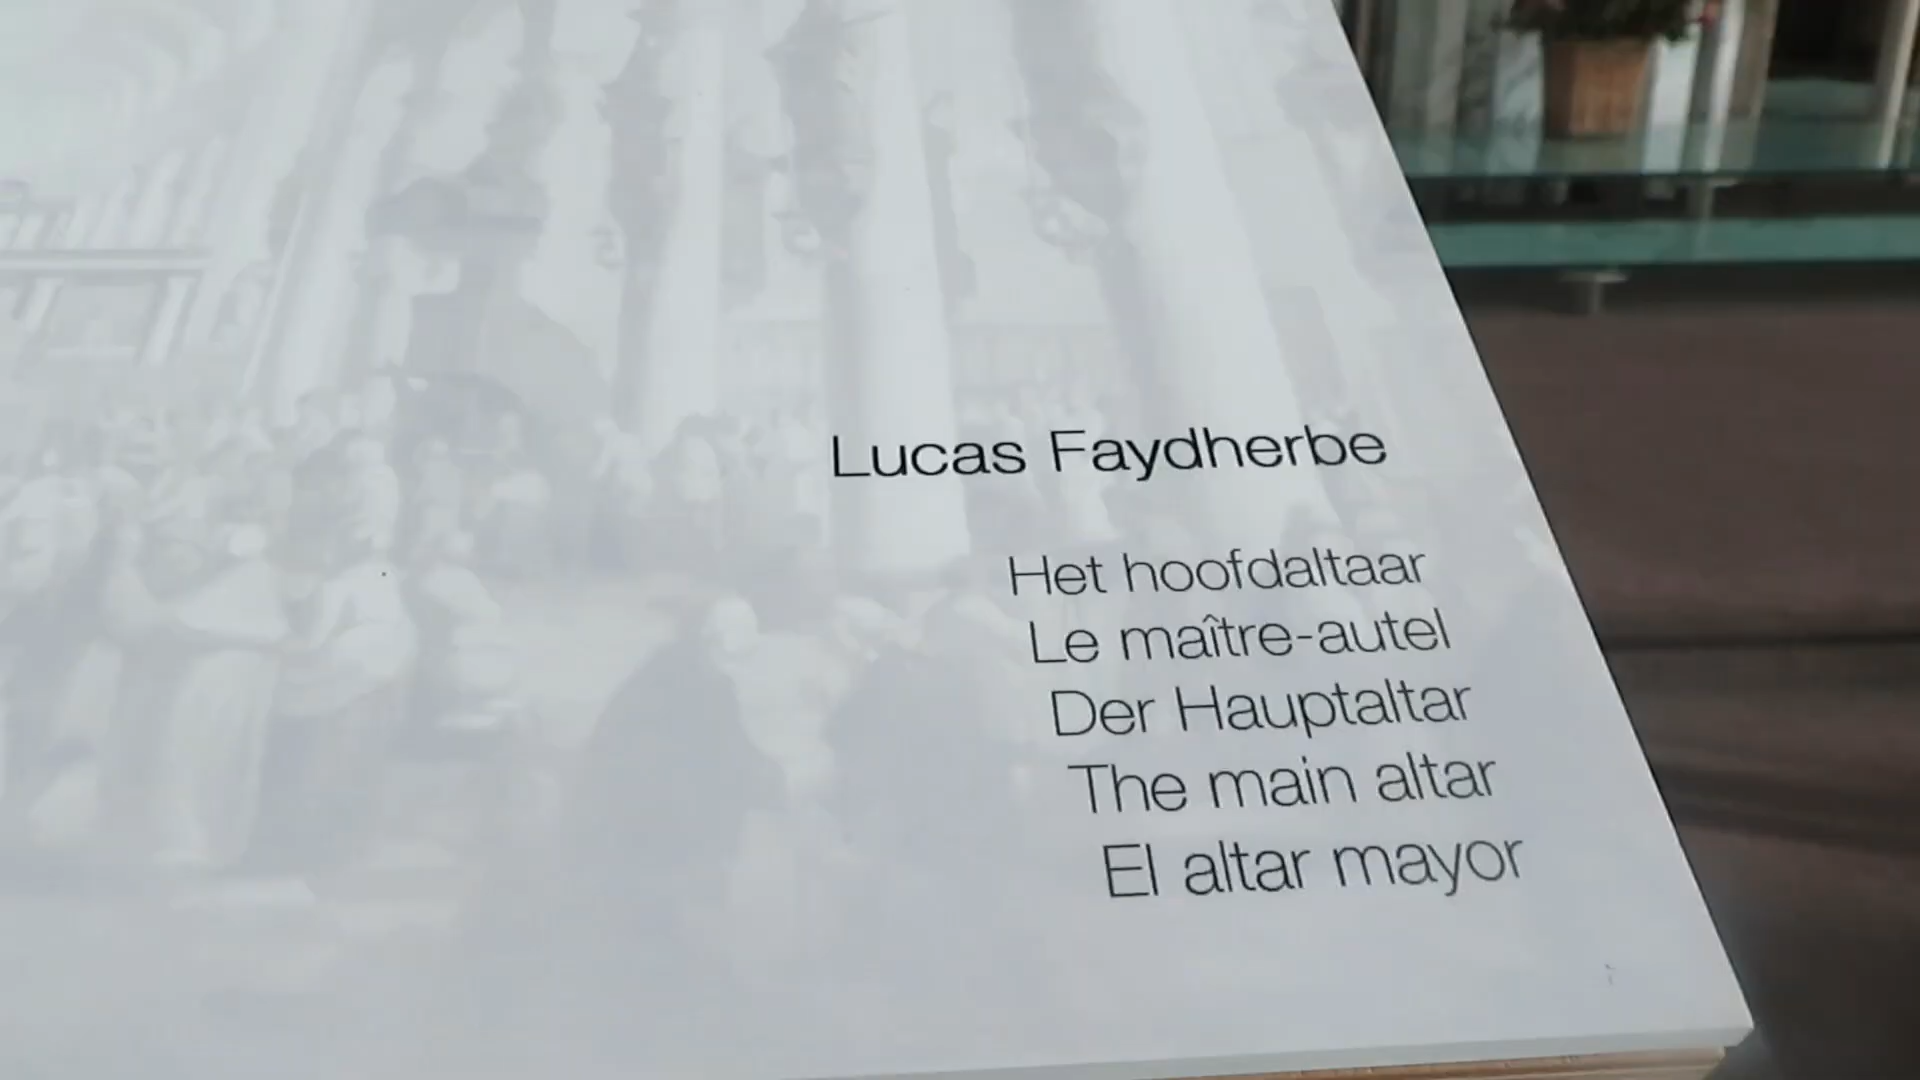 Lucas Faydherbe
Het hoofdaltaar
Le maître-autel
Der Hauptaltar
The main altar
El altar mayor